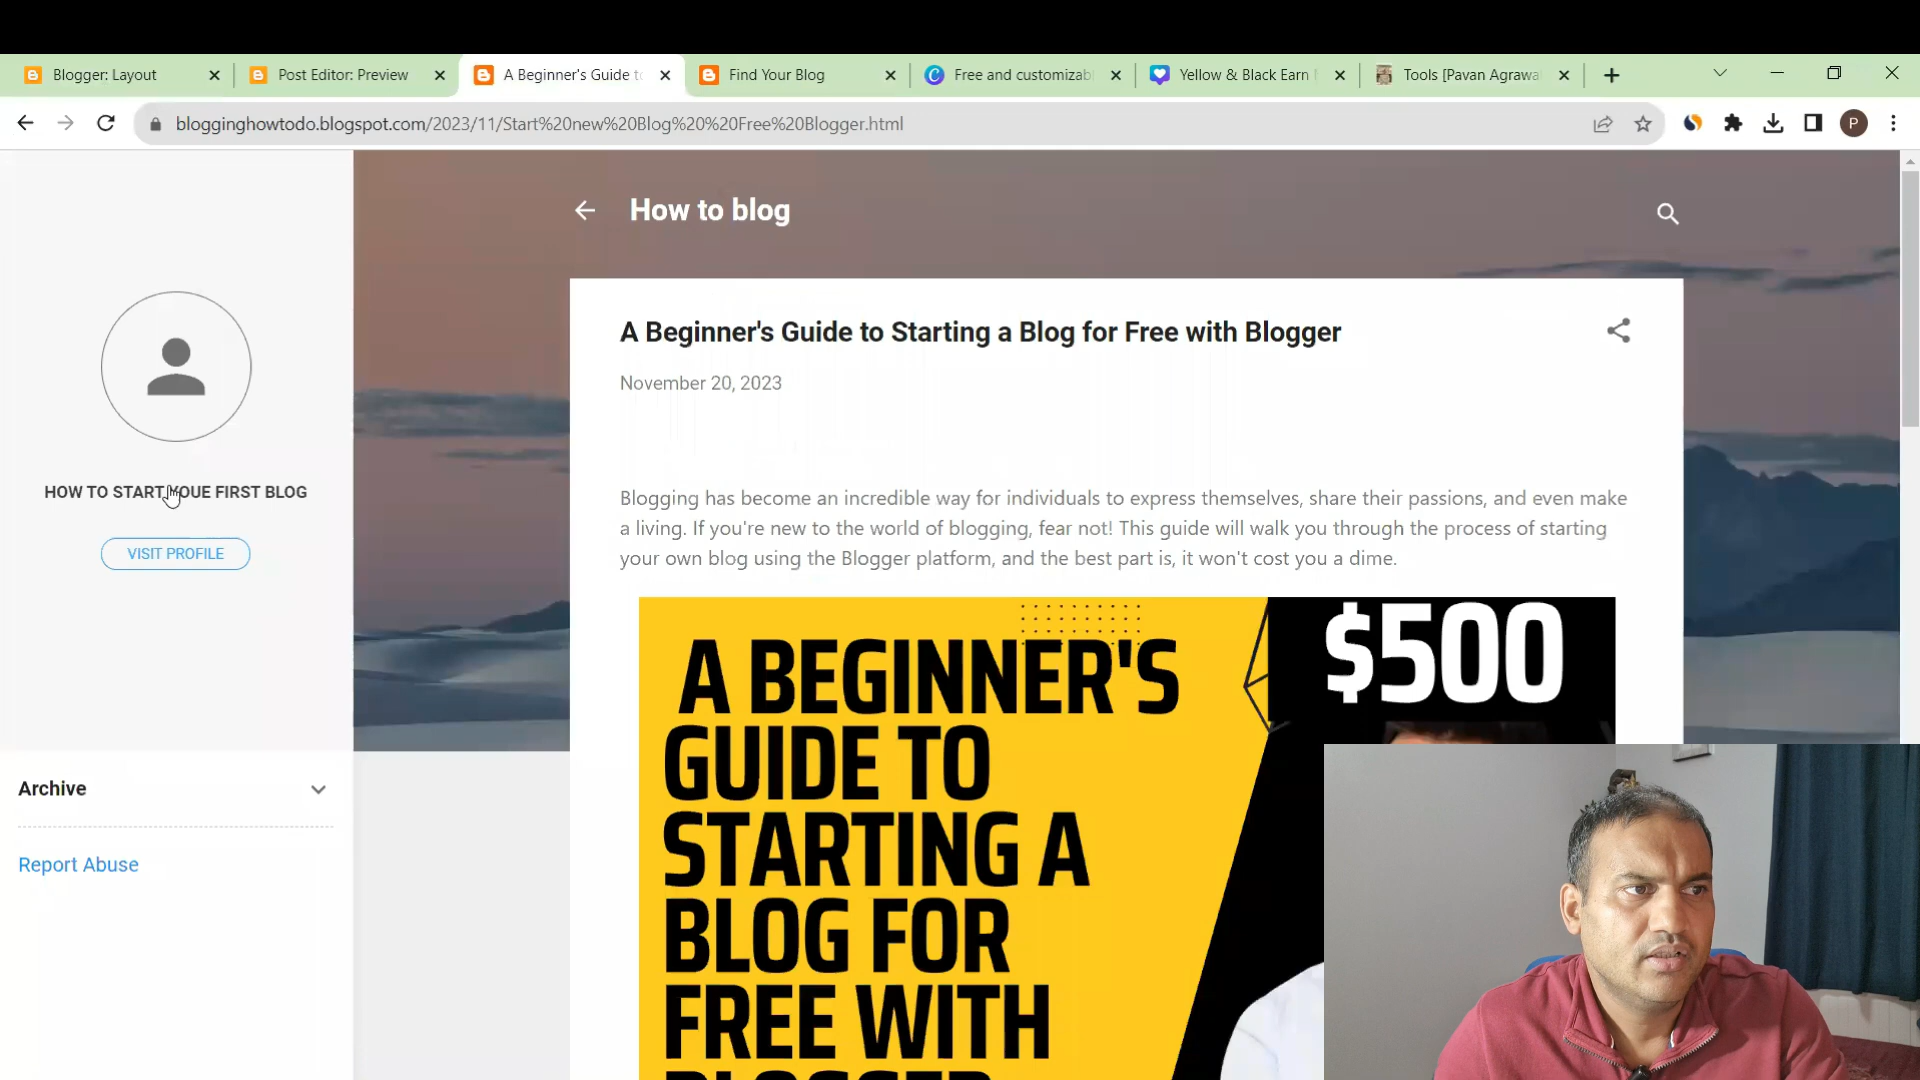 Blogger: Layout
Post Editor: Preview
A Beginner's Guide to
Find Your Blog
Free and customizab
Yellow & Black Earn
Tools [Pavan Agrawa
blogginghowtodo.blogspot.com/2023/11/Start%20new%20Blog%20%20Free%20Blogger.html
P
How to blog
A Beginner's Guide to Starting a Blog for Free with Blogger
November 20, 2023
HOW TO START YOUE FIRST BLOG
VISIT PROFILE
Blogging has become an incredible way for individuals to express themselves, share their passions, and even make
a living. If you're new to the world of blogging, fear not! This guide will walk you through the process of starting
your own blog using the Blogger platform, and the best part is, it won't cost you a dime.
$500
A BEGINNER'S
GUIDE TO
STARTING A
BLOG FOR
FREE WITH
BLOGGER
Archive
Report Abuse